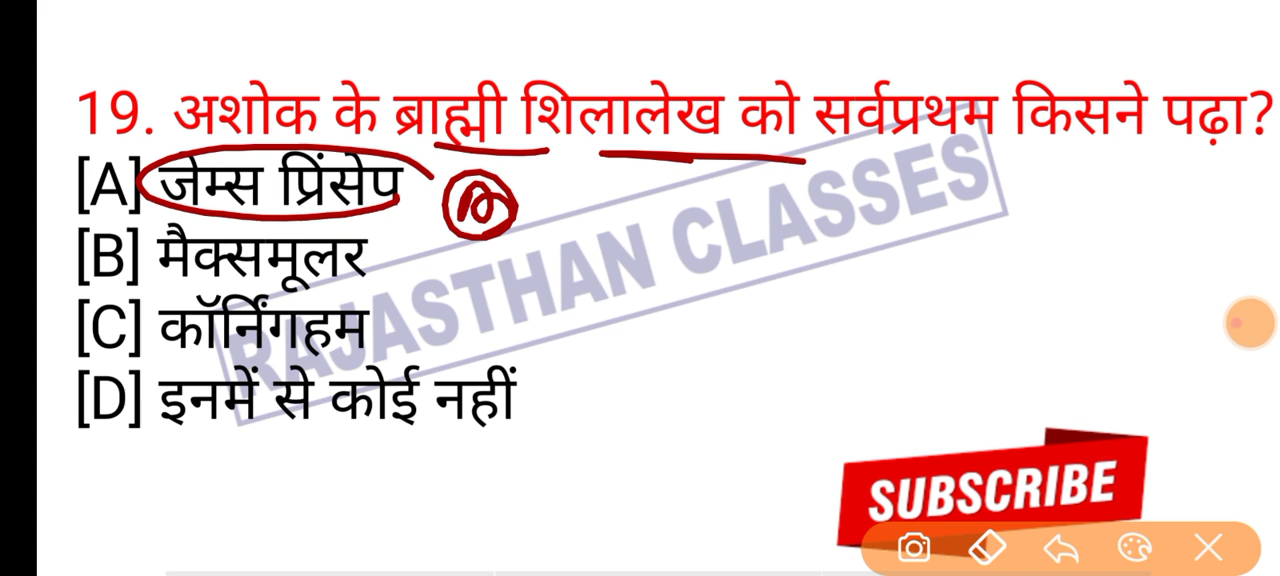 19. अशोक के ब्राह्मी शिलालेख को सर्वप्रथम किसने पढ़ा?
[A] जेम्स प्रिंसेप
[B] मैक्समूलर
[C] कॉर्निंगहम
[D] इनमें से कोई नहीं
RAJASTHAN CLASSES
SUBSCRIBE